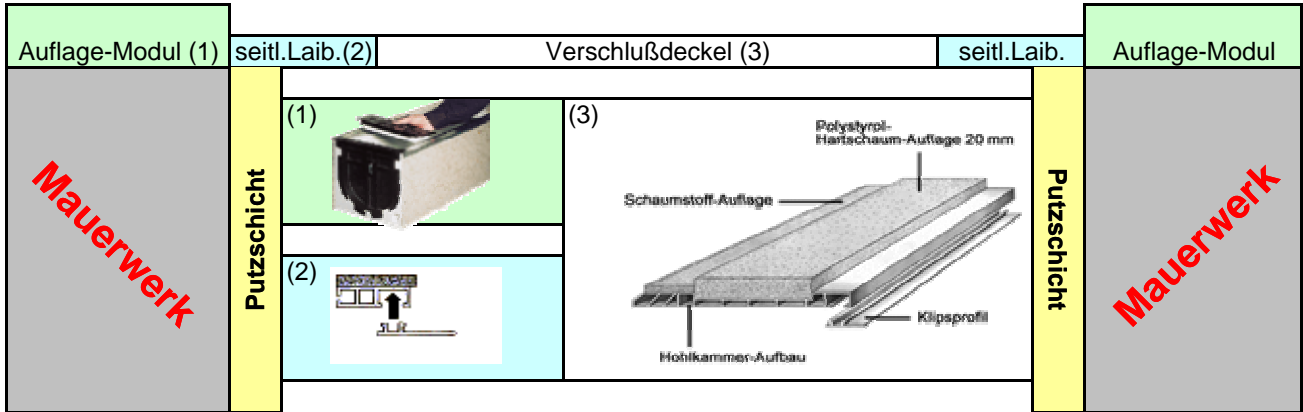 Auflage-Modul (1)
seitl.Laib.(2)
Verschlußdeckel (3)
seitl.Laib.
Auflage-Modul
Mauerwerk
Putzschicht
(1)
(2)
(3)
Polystyrol-
Hartschaum-Auflage 20 mm
Schaumstoff-Auflage
Klipsprofil
Hohlkammer-Aufbau
Putzschicht
Mauerwerk